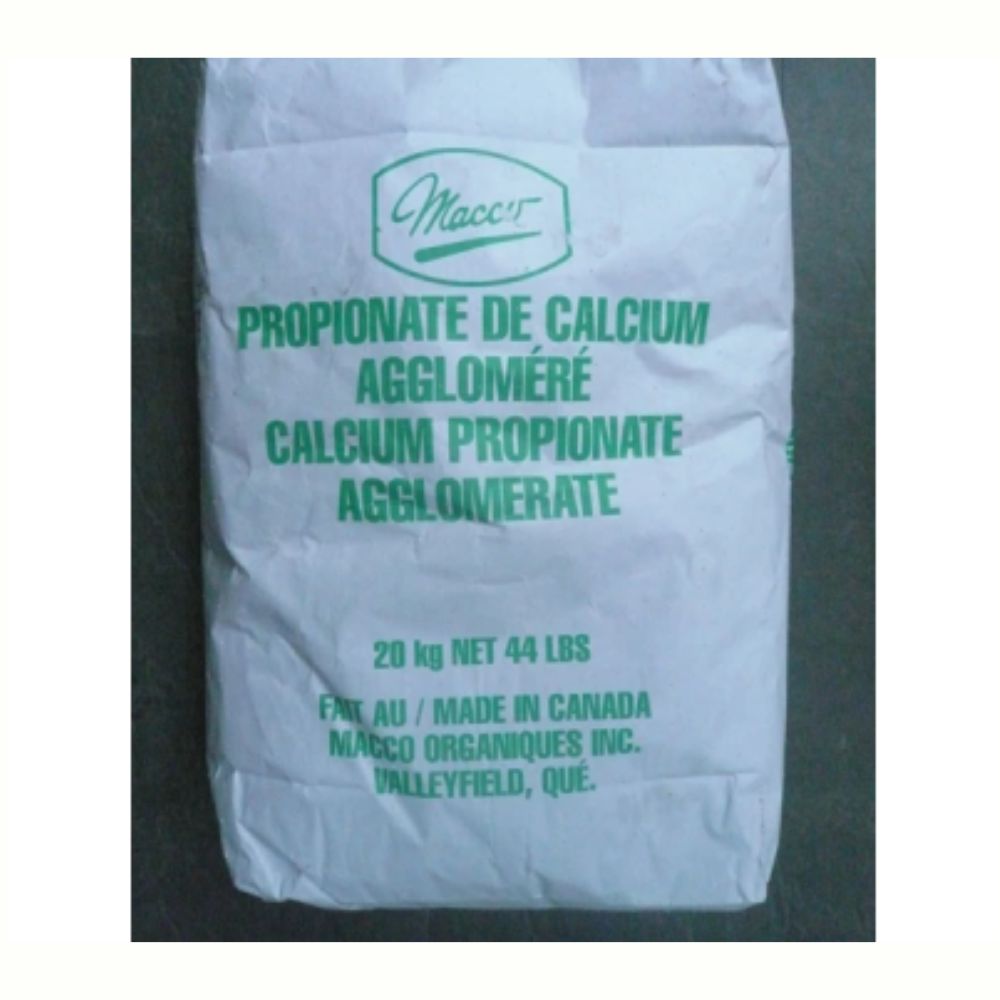 Macco
PROPIONATE DE CALCIUM
AGGLOMÉRÉ
CALCIUM PROPIONATE
AGGLOMERATE
20 kg NET 44 LBS
FAIT AU / MADE IN CANADA
MACCO ORGANIQUES INC.
VALLEYFIELD, QUÉ.